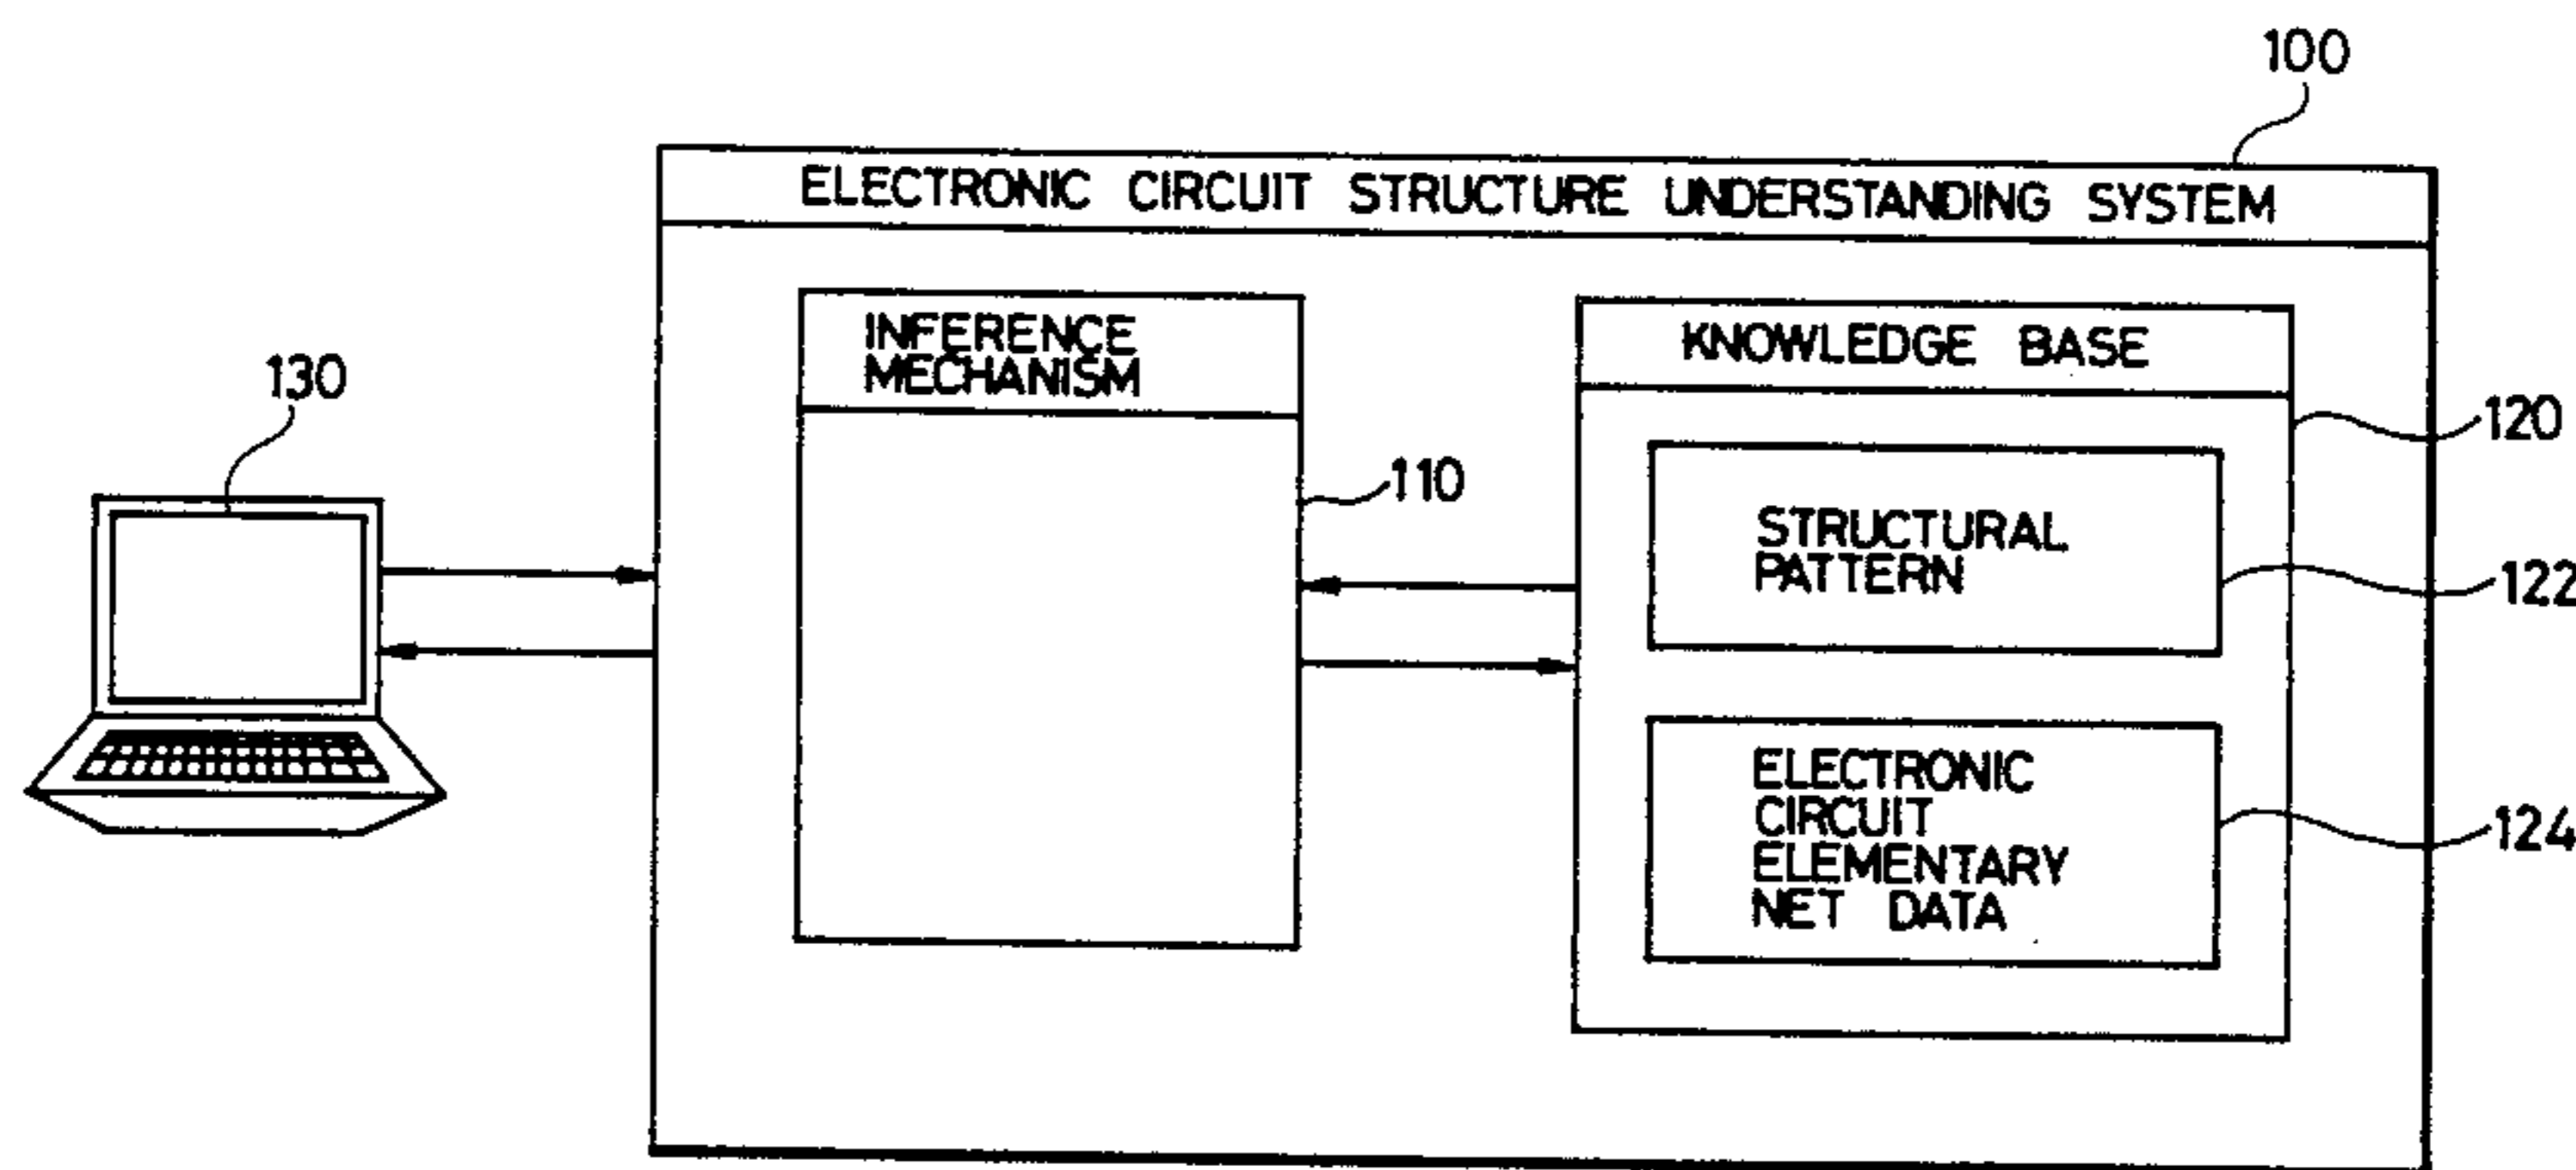 100
ELECTRONIC CIRCUIT STRUCTURE UNDERSTANDING SYSTEM
INFERENCE
MECHANISM
KNOWLEDGE BASE
130
120
110
STRUCTURAL
PATTERN
122
ELECTRONIC
CIRCUIT
ELEMENTARY
NET DATA
124